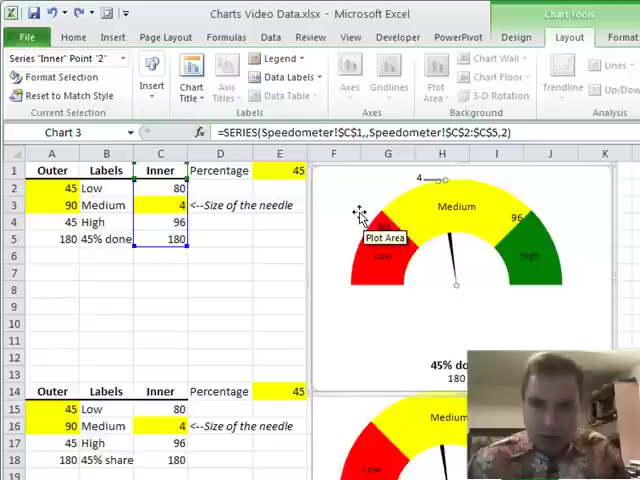 Charts Video Data.xlsx - Microsoft Excel
Chart Tools
File Home Insert Formulas Data Review View Developer PowerPivot Design Layout Format
Series "Inner" Point "2"
Format Selection
Reset to Match Style
Current Selection
Insert
Chart Title
Legend
Data Labels
Data Table
Labels
Axes
Gridlines
Axes
Plot Area
Chart Wall
Chart Floor
3-D Rotation
Background
Trendline
Lines
Up/Down
Chart 3 fx =SERIES(Speedometer!$C$1,,Speedometer!$C$2:$C$5,2)
A B C D E F G H I J K
1 Outer Labels Inner Percentage 45
2 45 Low 80
3 90 Medium 4 <--Size of the needle
4 45 High 96
5 180 45% done 180
6
7
8
9
10
11
12
13
14 Outer Labels Inner Percentage 45
15 45 Low 80
16 90 Medium 4 <--Size of the needle
17 45 High 96
18 180 45% share 180
19
4
Medium
96
Plot Area
Low
High
45% do
180
Medium
Low